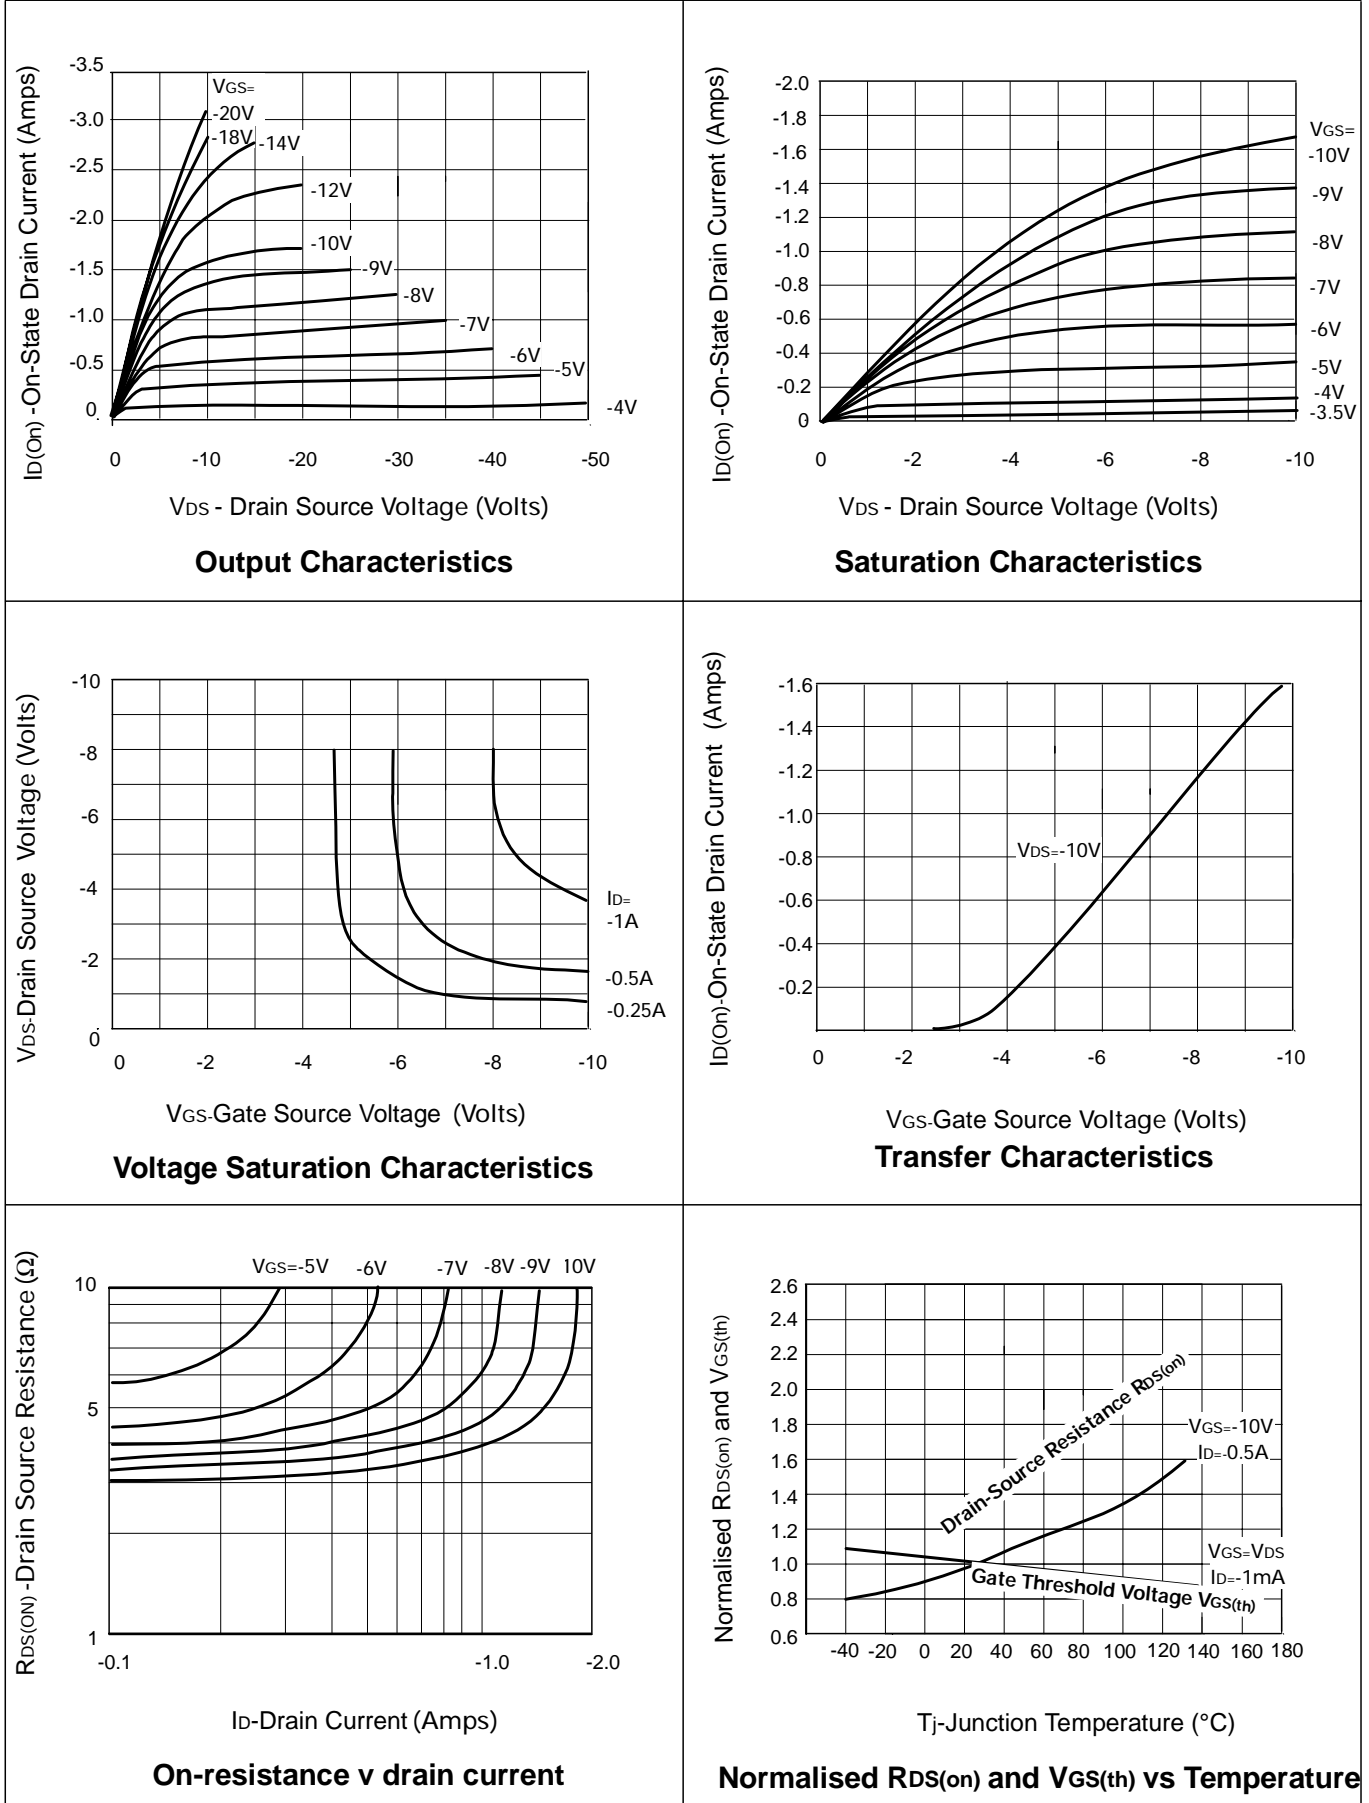 ID(On) -On-State Drain Current (Amps)
-3.5
-3.0
-2.5
-2.0
-1.5
-1.0
-0.5
0.
VGS=
-20V
-18V
-14V
-12V
-10V
-9V
-8V
-7V
-6V
-5V
-4V
0 -10 -20 -30 -40 -50
VDS - Drain Source Voltage (Volts)
Output Characteristics
ID(On) -On-State Drain Current (Amps)
-2.0
-1.8
-1.6
-1.4
-1.2
-1.0
-0.8
-0.6
-0.4
-0.2
0
VGS=
-10V
-9V
-8V
-7V
-6V
-5V
-4V
-3.5V
0 -2 -4 -6 -8 -10
VDS - Drain Source Voltage (Volts)
Saturation Characteristics
VDS-Drain Source Voltage (Volts)
-10
-8
-6
-4
-2
0
ID=
-1A
-0.5A
-0.25A
0 -2 -4 -6 -8 -10
VGS-Gate Source Voltage (Volts)
Voltage Saturation Characteristics
ID(On)-On-State Drain Current (Amps)
-1.6
-1.4
-1.2
-1.0
-0.8
-0.6
-0.4
-0.2
VDS=-10V
0 -2 -4 -6 -8 -10
VGS-Gate Source Voltage (Volts)
Transfer Characteristics
RDS(ON) -Drain Source Resistance (Ω)
10
5
1
VGS=-5V -6V -7V -8V -9V 10V
-0.1 -1.0 -2.0
ID-Drain Current (Amps)
On-resistance v drain current
Normalised RDS(on) and VGS(th)
2.6
2.4
2.2
2.0
1.8
1.6
1.4
1.2
1.0
0.8
0.6
Drain-Source Resistance RDS(on)
VGS=-10V
ID=-0.5A
VGS=VDS
ID=-1mA
Gate Threshold Voltage VGS(th)
-40 -20 0 20 40 60 80 100 120 140 160 180
Tj-Junction Temperature (°C)
Normalised RDS(on) and VGS(th) vs Temperature